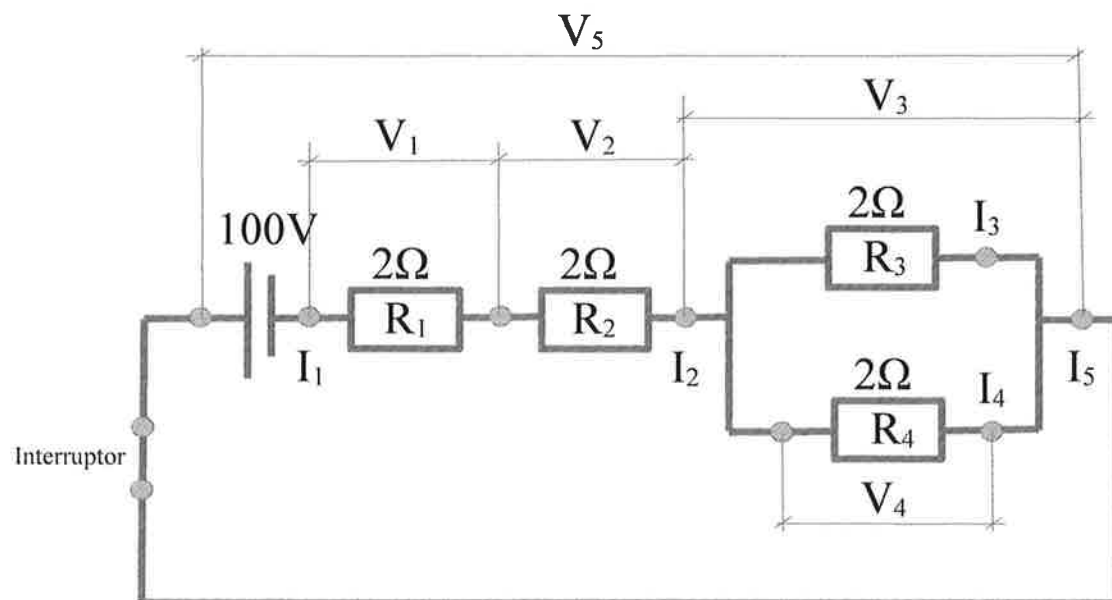 V₅
V₃
V₁ V₂
100V 2Ω I₃
2Ω 2Ω R₃
R₁ R₂
I₁ I₂ 2Ω I₄ I₅
R₄
Interruptor
V₄